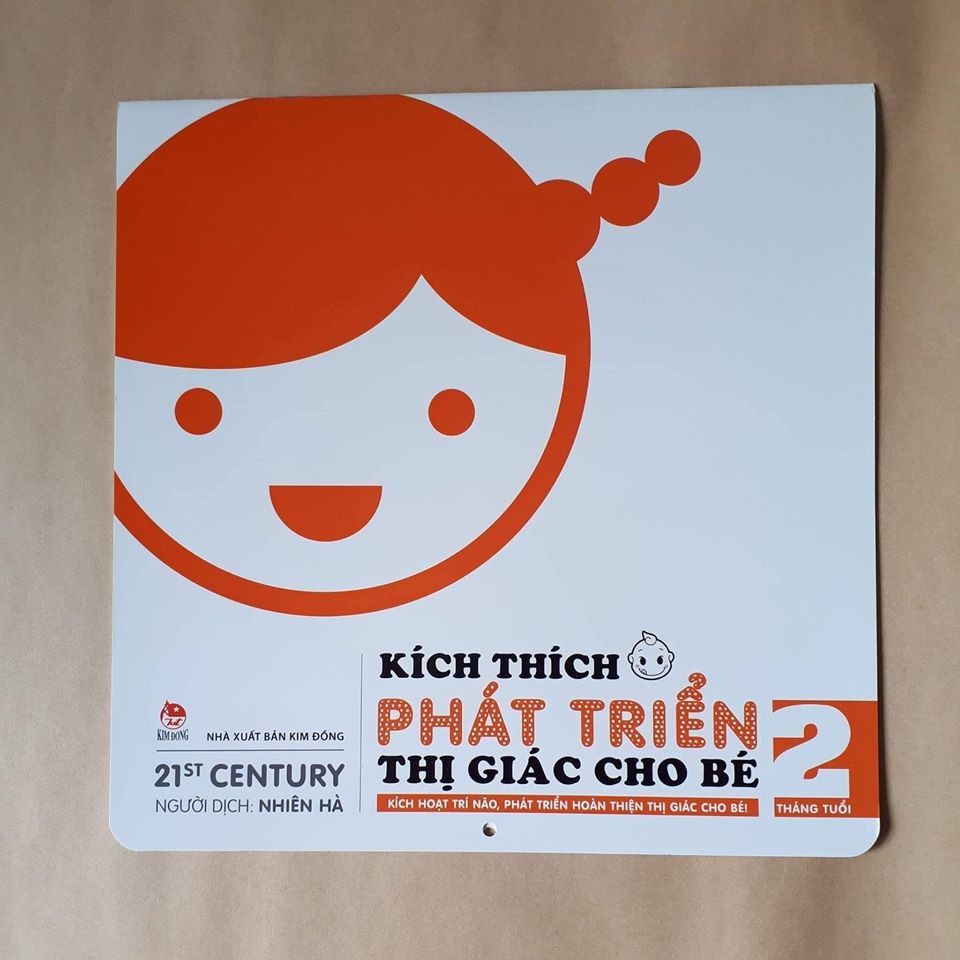 KÍCH THÍCH
PHÁT TRIỂN
THỊ GIÁC CHO BÉ
KÍCH HOẠT TRÍ NÃO, PHÁT TRIỂN HOÀN THIỆN THỊ GIÁC CHO BÉ!
2
THÁNG TUỔI
KIM ĐỒNG
NHÀ XUẤT BẢN KIM ĐỒNG
21ST CENTURY
NGƯỜI DỊCH: NHIÊN HÀ